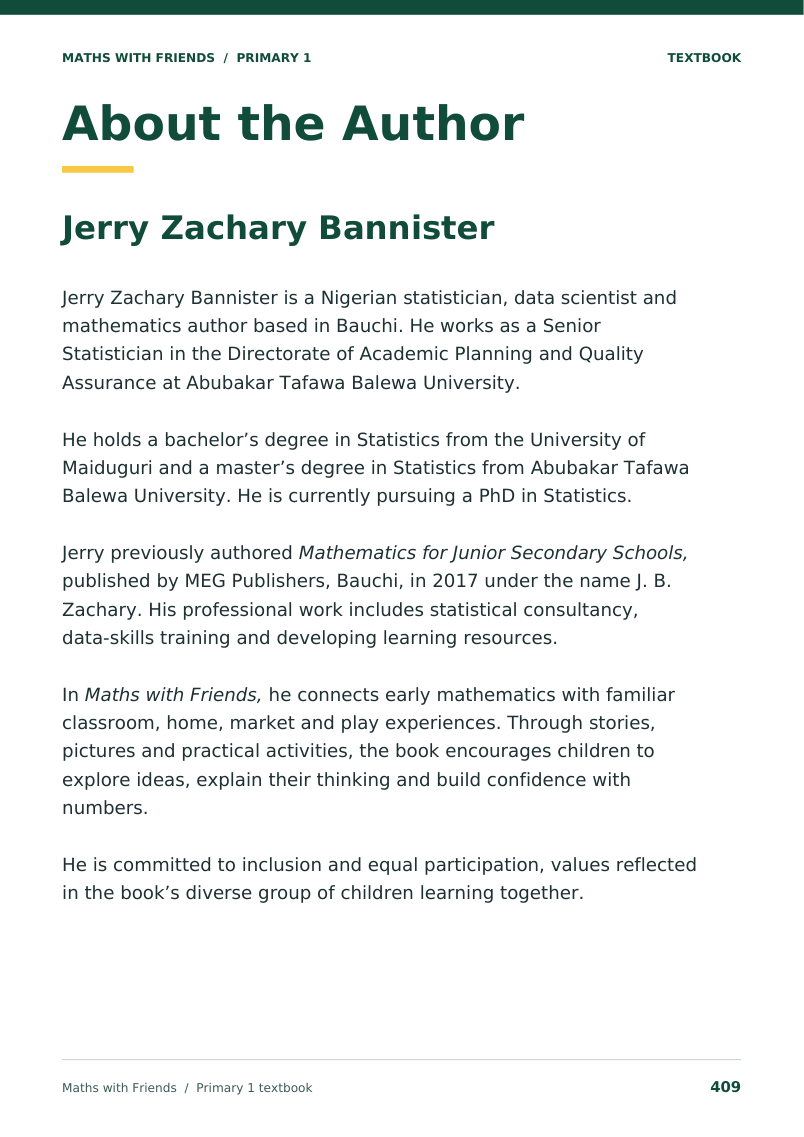 MATHS WITH FRIENDS / PRIMARY 1
TEXTBOOK
About the Author
Jerry Zachary Bannister
Jerry Zachary Bannister is a Nigerian statistician, data scientist and
mathematics author based in Bauchi. He works as a Senior
Statistician in the Directorate of Academic Planning and Quality
Assurance at Abubakar Tafawa Balewa University.
He holds a bachelor’s degree in Statistics from the University of
Maiduguri and a master’s degree in Statistics from Abubakar Tafawa
Balewa University. He is currently pursuing a PhD in Statistics.
Jerry previously authored Mathematics for Junior Secondary Schools,
published by MEG Publishers, Bauchi, in 2017 under the name J. B.
Zachary. His professional work includes statistical consultancy,
data-skills training and developing learning resources.
In Maths with Friends, he connects early mathematics with familiar
classroom, home, market and play experiences. Through stories,
pictures and practical activities, the book encourages children to
explore ideas, explain their thinking and build confidence with
numbers.
He is committed to inclusion and equal participation, values reflected
in the book’s diverse group of children learning together.
Maths with Friends / Primary 1 textbook
409